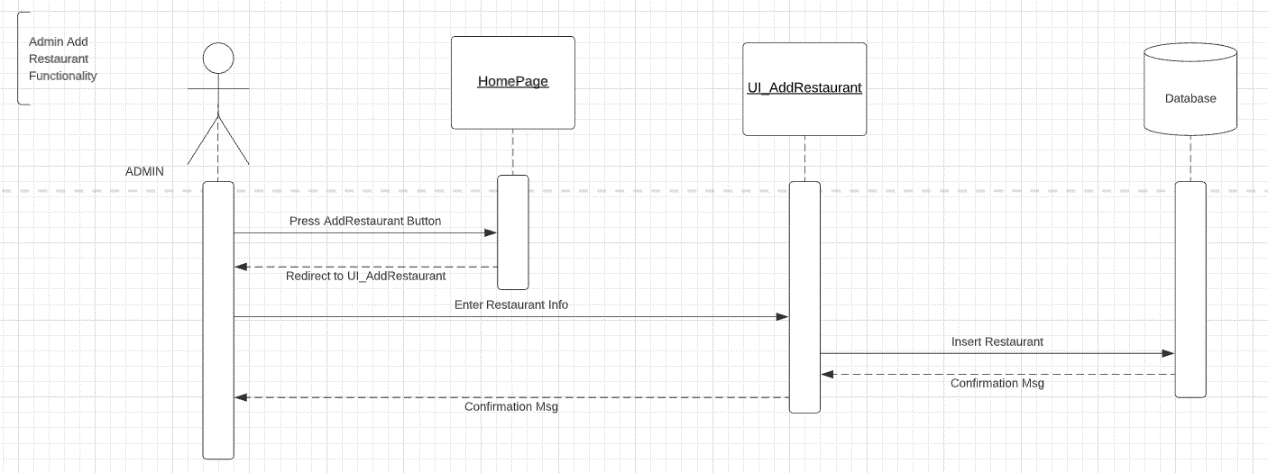 Admin Add
Restaurant
Functionality
HomePage
UI_AddRestaurant
Database
ADMIN
Press AddRestaurant Button
Redirect to UI_AddRestaurant
Enter Restaurant Info
Insert Restaurant
Confirmation Msg
Confirmation Msg